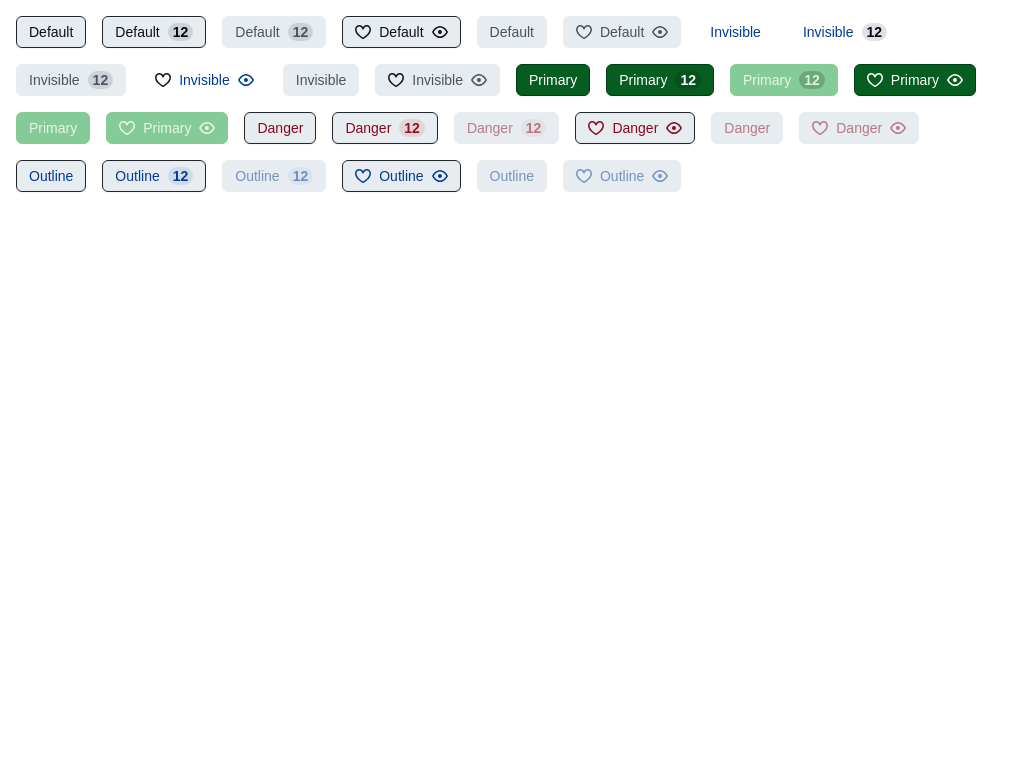 Default Default 12 Default 12 Default Default Default Invisible Invisible 12
Invisible 12 Invisible Invisible Invisible Primary Primary 12 Primary 12 Primary
Primary Primary Danger Danger 12 Danger 12 Danger Danger Danger
Outline Outline 12 Outline 12 Outline Outline Outline